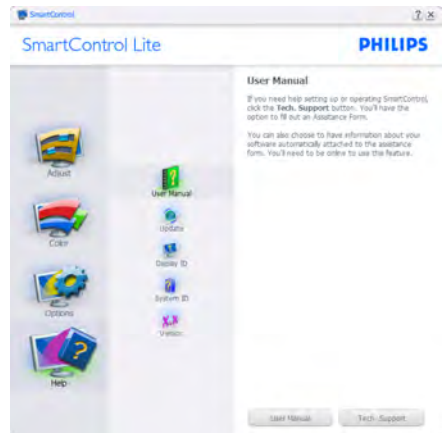 SmartControl
SmartControl Lite
PHILIPS
Adjust
Color
Options
Help
User Manual
Update
Display ID
System ID
Version
User Manual
If you need help setting up or operating SmartControl,
click the Tech. Support button. You'll have the
option to fill out an Assistance Form.
You can also choose to have information about your
software automatically attached to the assistance
form. You'll need to be online to use the feature.
User Manual
Tech. Support